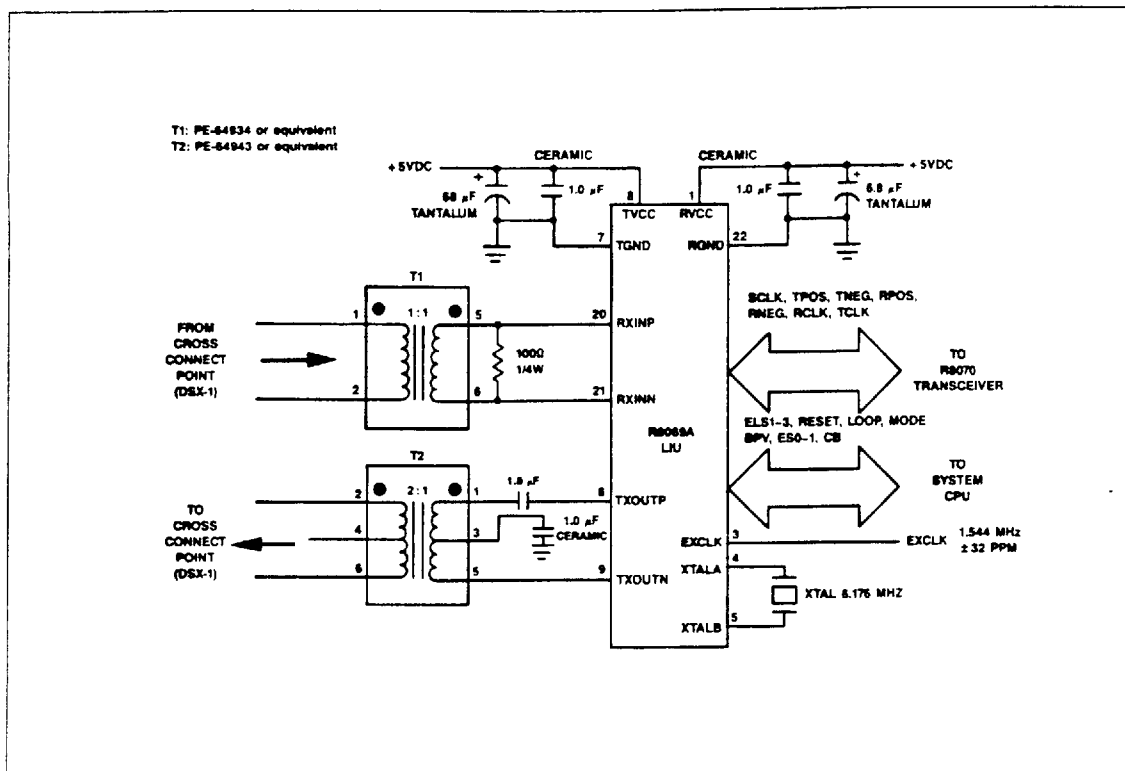 T1: PE-64934 or equivalent
T2: PE-64943 or equivalent
+5VDC
CERAMIC
68 µF
TANTALUM
1.0 µF
8
TVCC
7
TGND
CERAMIC
+5VDC
1.0 µF
6.8 µF
TANTALUM
1
RVCC
RGND
22
T1
1
1:1
5
2
6
FROM
CROSS
CONNECT
POINT
(DSX-1)
100Ω
1/4W
20
RXINP
21
RXINN
R8069A
LIU
SCLK, TPOS, TNEG, RPOS,
RNEG, RCLK, TCLK
TO
R8070
TRANSCEIVER
ELS1-3, RESET, LOOP, MODE
BPV, ES0-1, CB
TO
SYSTEM
CPU
T2
2
2:1
1
4
3
6
5
TO
CROSS
CONNECT
POINT
(DSX-1)
1.0 µF
CERAMIC
TXOUTP
9
TXOUTN
EXCLK
3
EXCLK
1.544 MHz
± 32 PPM
XTALA
4
XTAL 6.176 MHZ
XTALB
5